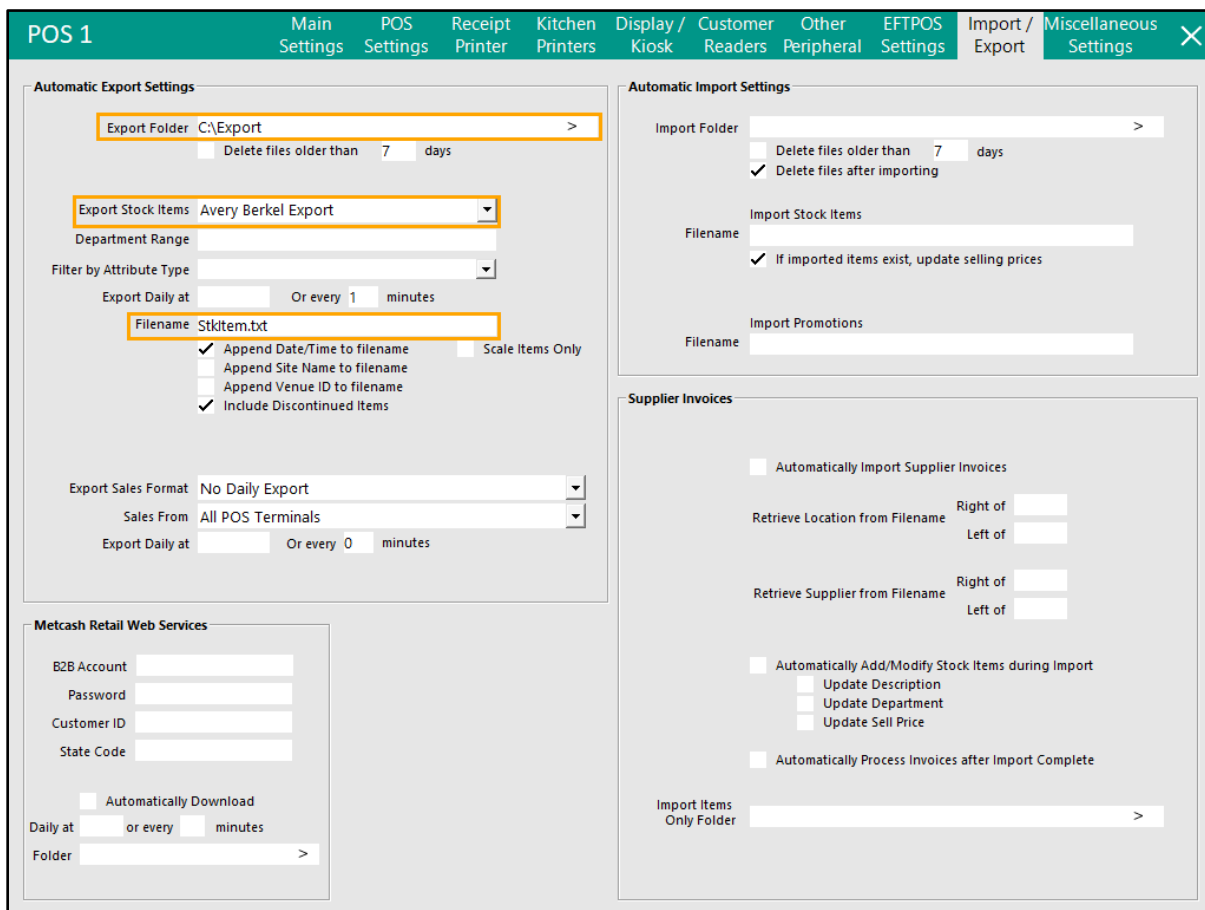 POS 1
Main Settings
POS Settings
Receipt Printer
Kitchen Printers
Display / Kiosk
Customer Readers
Other Peripheral
EFTPOS Settings
Import / Export
Miscellaneous Settings
Automatic Export Settings
Export Folder C:\Export >
Delete files older than 7 days
Export Stock Items Avery Berkel Export
Department Range
Filter by Attribute Type
Export Daily at Or every 1 minutes
Filename StkItem.txt
Append Date/Time to filename Scale Items Only
Append Site Name to filename
Append Venue ID to filename
Include Discontinued Items
Export Sales Format No Daily Export
Sales From All POS Terminals
Export Daily at Or every 0 minutes
Metcash Retail Web Services
B2B Account
Password
Customer ID
State Code
Automatically Download
Daily at or every minutes
Folder >
Automatic Import Settings
Import Folder >
Delete files older than 7 days
Delete files after importing
Import Stock Items
Filename
If imported items exist, update selling prices
Import Promotions
Filename
Supplier Invoices
Automatically Import Supplier Invoices
Retrieve Location from Filename Right of
Left of
Retrieve Supplier from Filename Right of
Left of
Automatically Add/Modify Stock Items during Import
Update Description
Update Department
Update Sell Price
Automatically Process Invoices after Import Complete
Import Items
Only Folder >